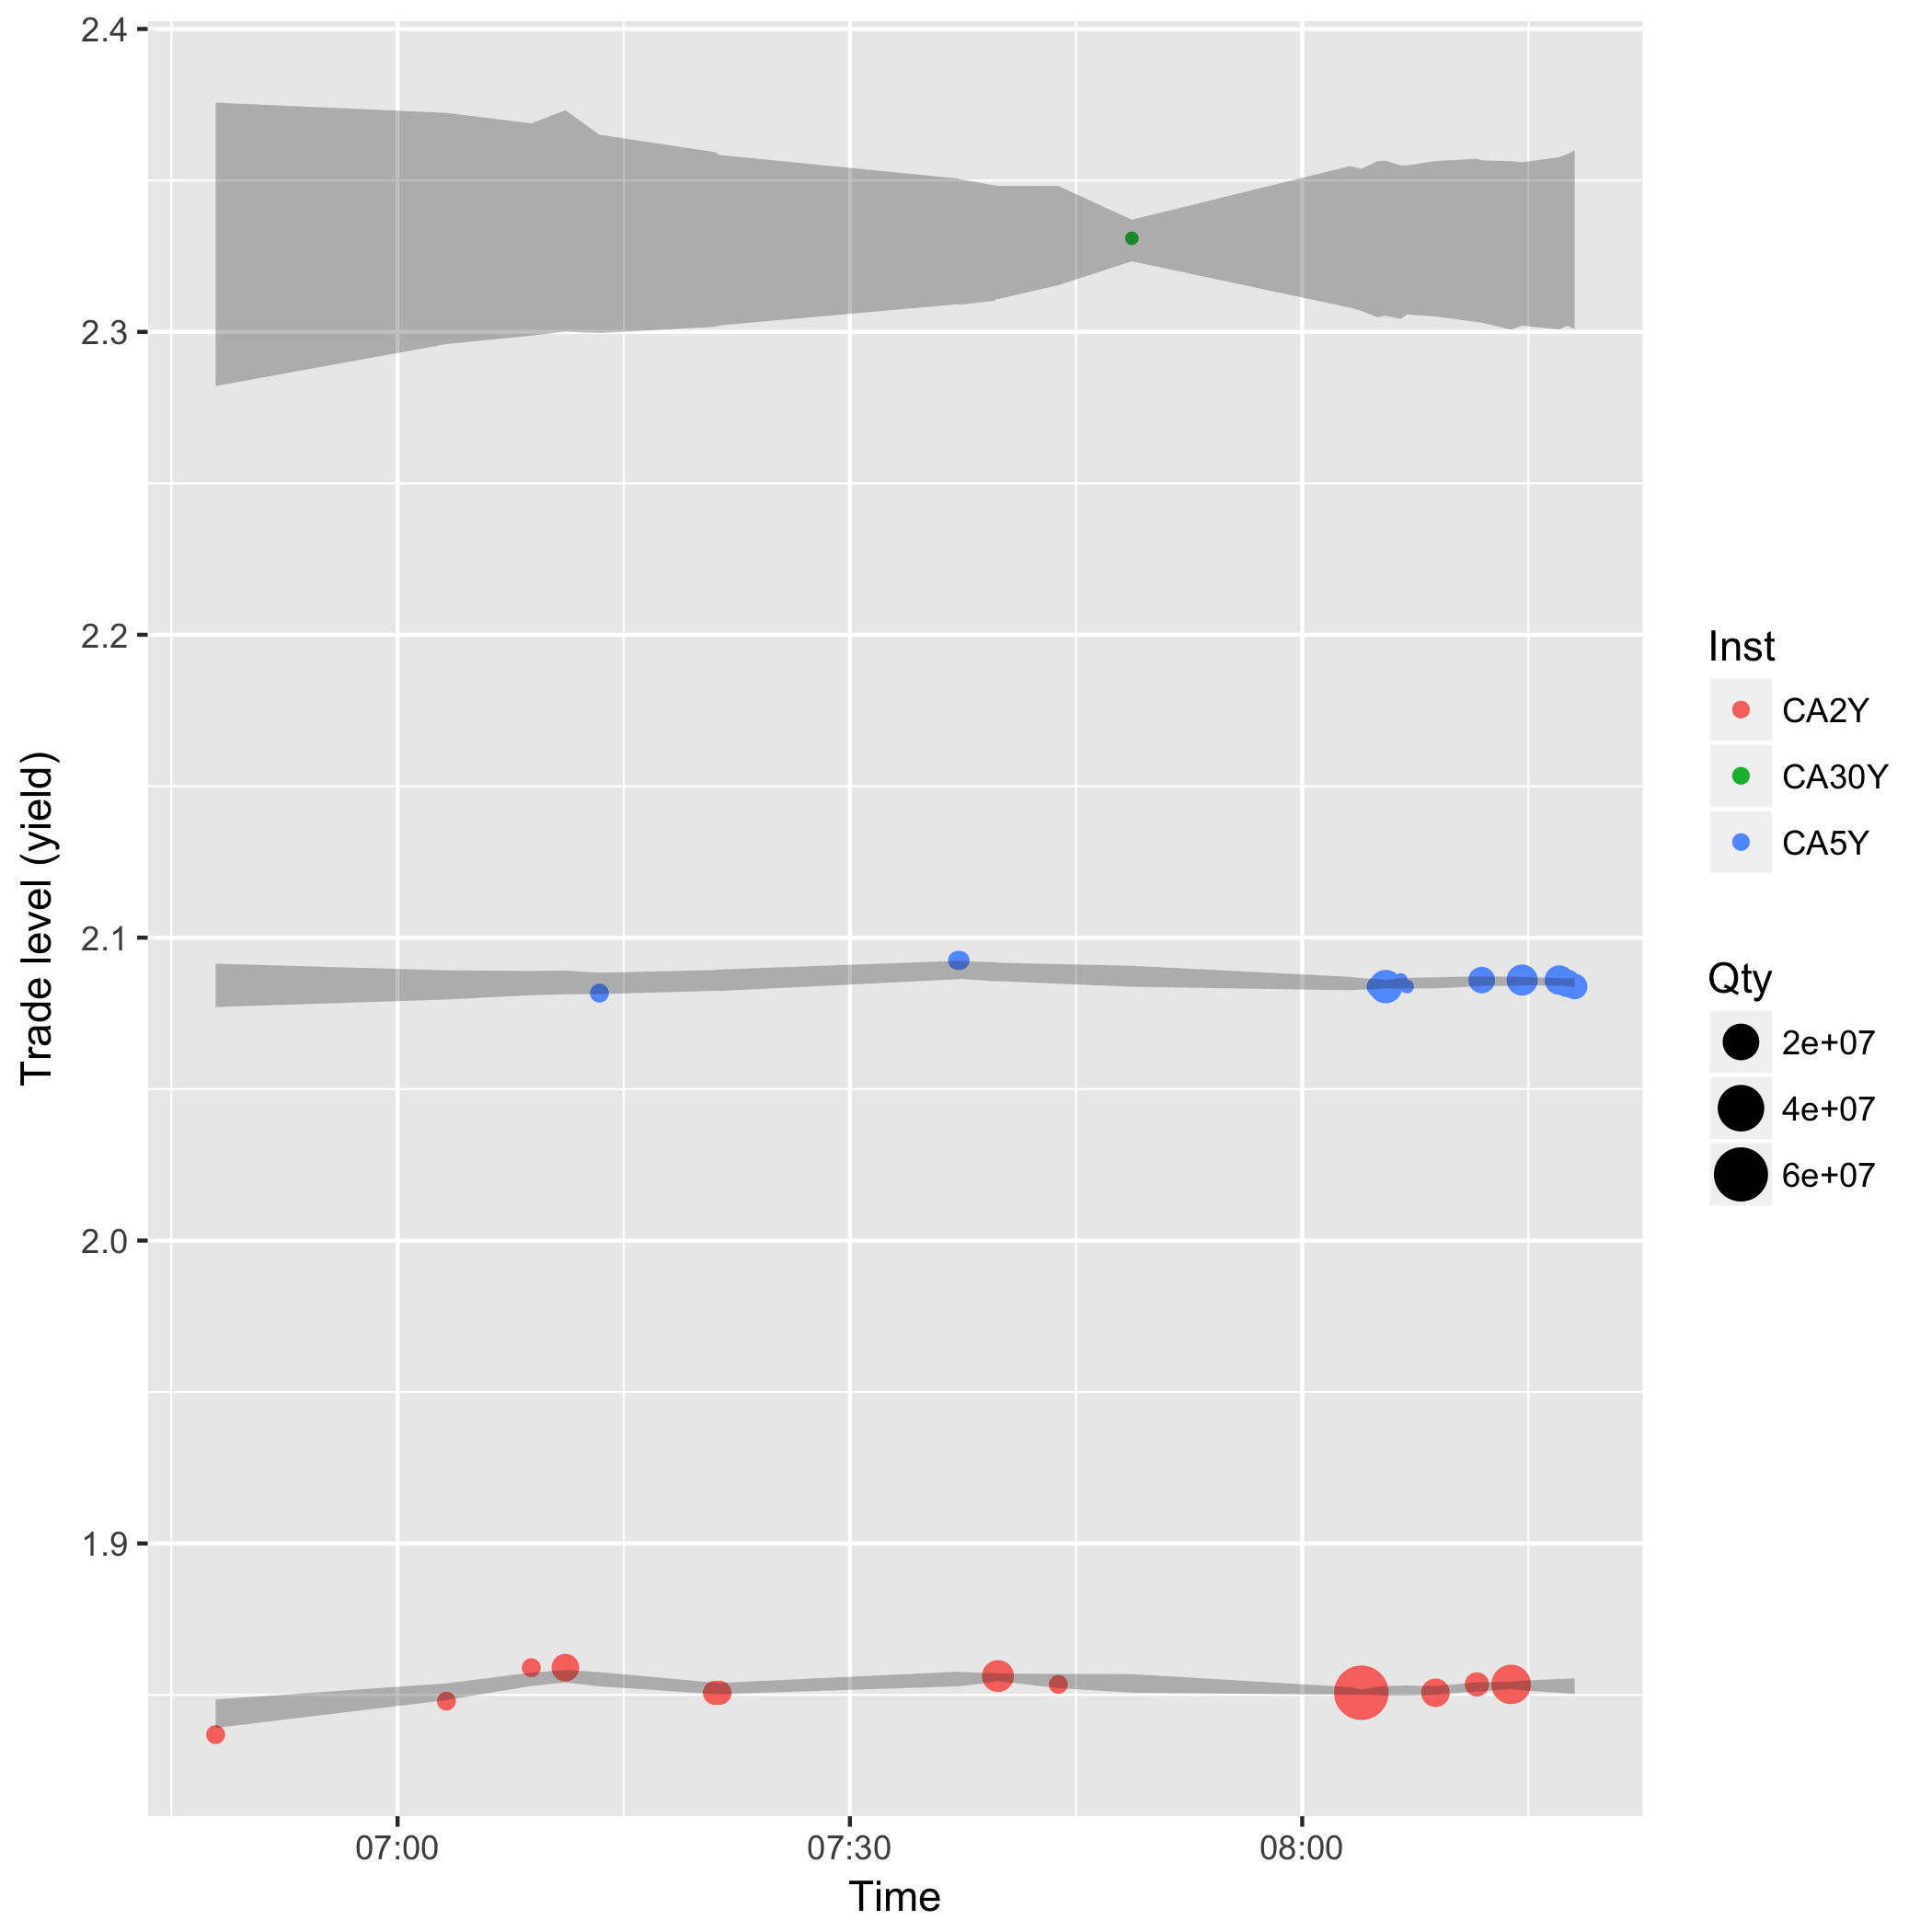 2.4
2.3
2.2
2.1
2.0
1.9
Trade level (yield)
07:00
07:30
08:00
Time
Inst
CA2Y
CA30Y
CA5Y
Qty
2e+07
4e+07
6e+07